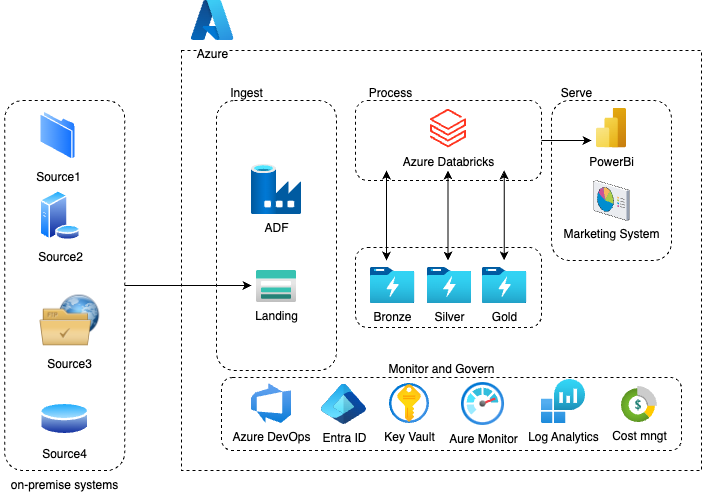 Azure
Ingest
Process
Serve
Source1
Azure Databricks
PowerBi
ADF
Marketing System
Source2
Landing
Bronze
Silver
Gold
FTP
Source3
Monitor and Govern
Azure DevOps
Entra ID
Key Vault
Aure Monitor
Log Analytics
Cost mngt
$
Source4
on-premise systems